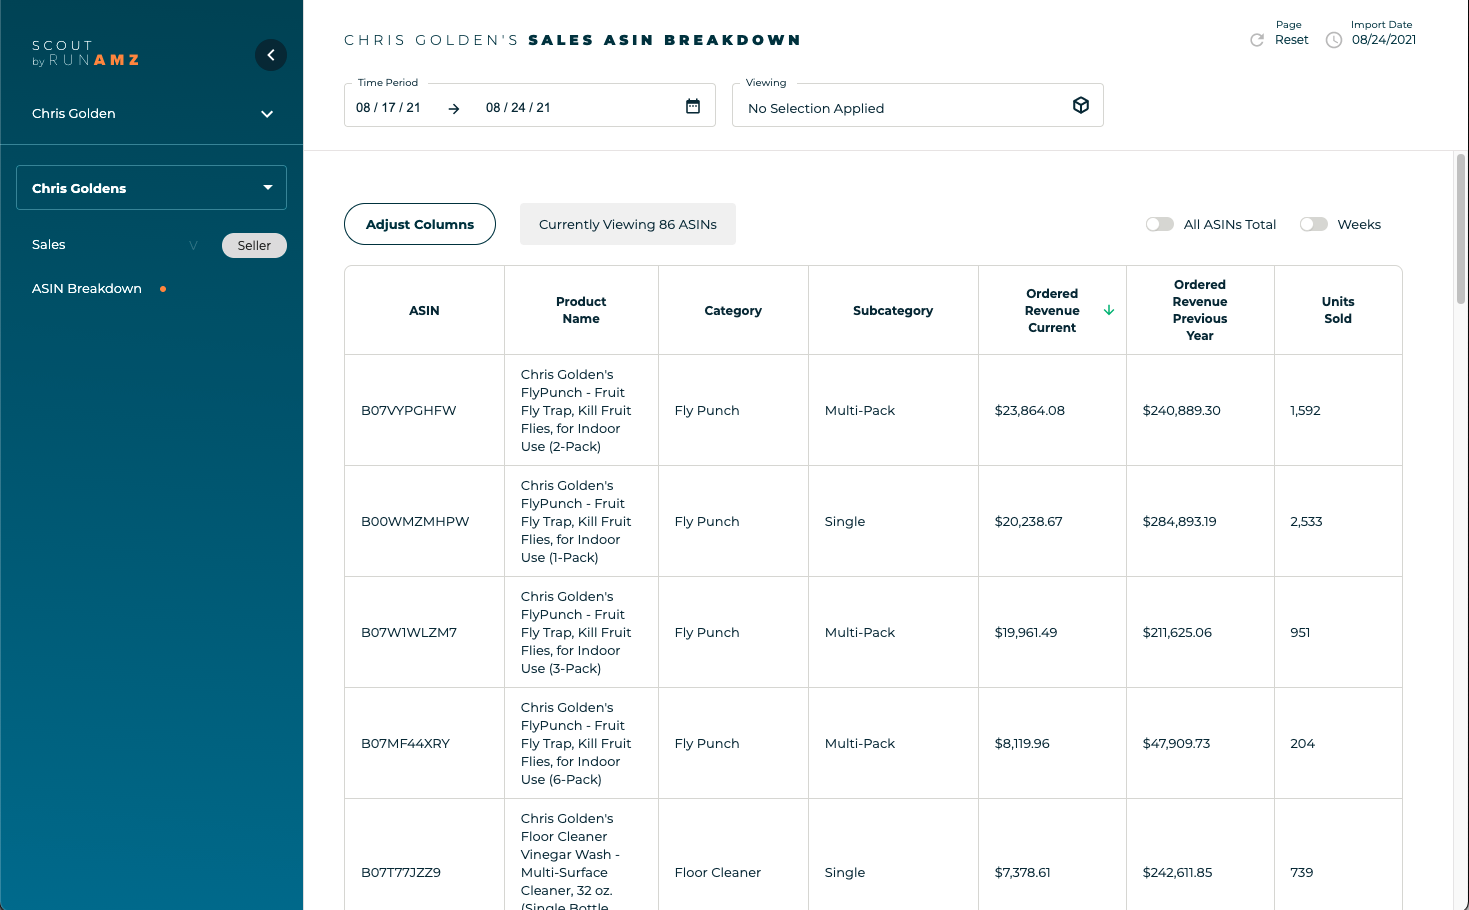 SCOUT
by RUNAMZ
Chris Golden
Chris Goldens
Sales V Seller
ASIN Breakdown
CHRIS GOLDEN'S SALES ASIN BREAKDOWN
Page
Reset
Import Date
08/24/2021
Time Period
08 / 17 / 21 → 08 / 24 / 21
Viewing
No Selection Applied
Adjust Columns
Currently Viewing 86 ASINs
All ASINs Total
Weeks
ASIN
Product
Name
Category
Subcategory
Ordered
Revenue
Current
Ordered
Revenue
Previous
Year
Units
Sold
B07VYPGHFW
Chris Golden's
FlyPunch - Fruit
Fly Trap, Kill Fruit
Flies, for Indoor
Use (2-Pack)
Fly Punch
Multi-Pack
$23,864.08
$240,889.30
1,592
B00WMZMHPW
Chris Golden's
FlyPunch - Fruit
Fly Trap, Kill Fruit
Flies, for Indoor
Use (1-Pack)
Fly Punch
Single
$20,238.67
$284,893.19
2,533
B07W1WLZM7
Chris Golden's
FlyPunch - Fruit
Fly Trap, Kill Fruit
Flies, for Indoor
Use (3-Pack)
Fly Punch
Multi-Pack
$19,961.49
$211,625.06
951
B07MF44XRY
Chris Golden's
FlyPunch - Fruit
Fly Trap, Kill Fruit
Flies, for Indoor
Use (6-Pack)
Fly Punch
Multi-Pack
$8,119.96
$47,909.73
204
B07T77JZZ9
Chris Golden's
Floor Cleaner
Vinegar Wash -
Multi-Surface
Cleaner, 32 oz.
(Single Bottle
Floor Cleaner
Single
$7,378.61
$242,611.85
739